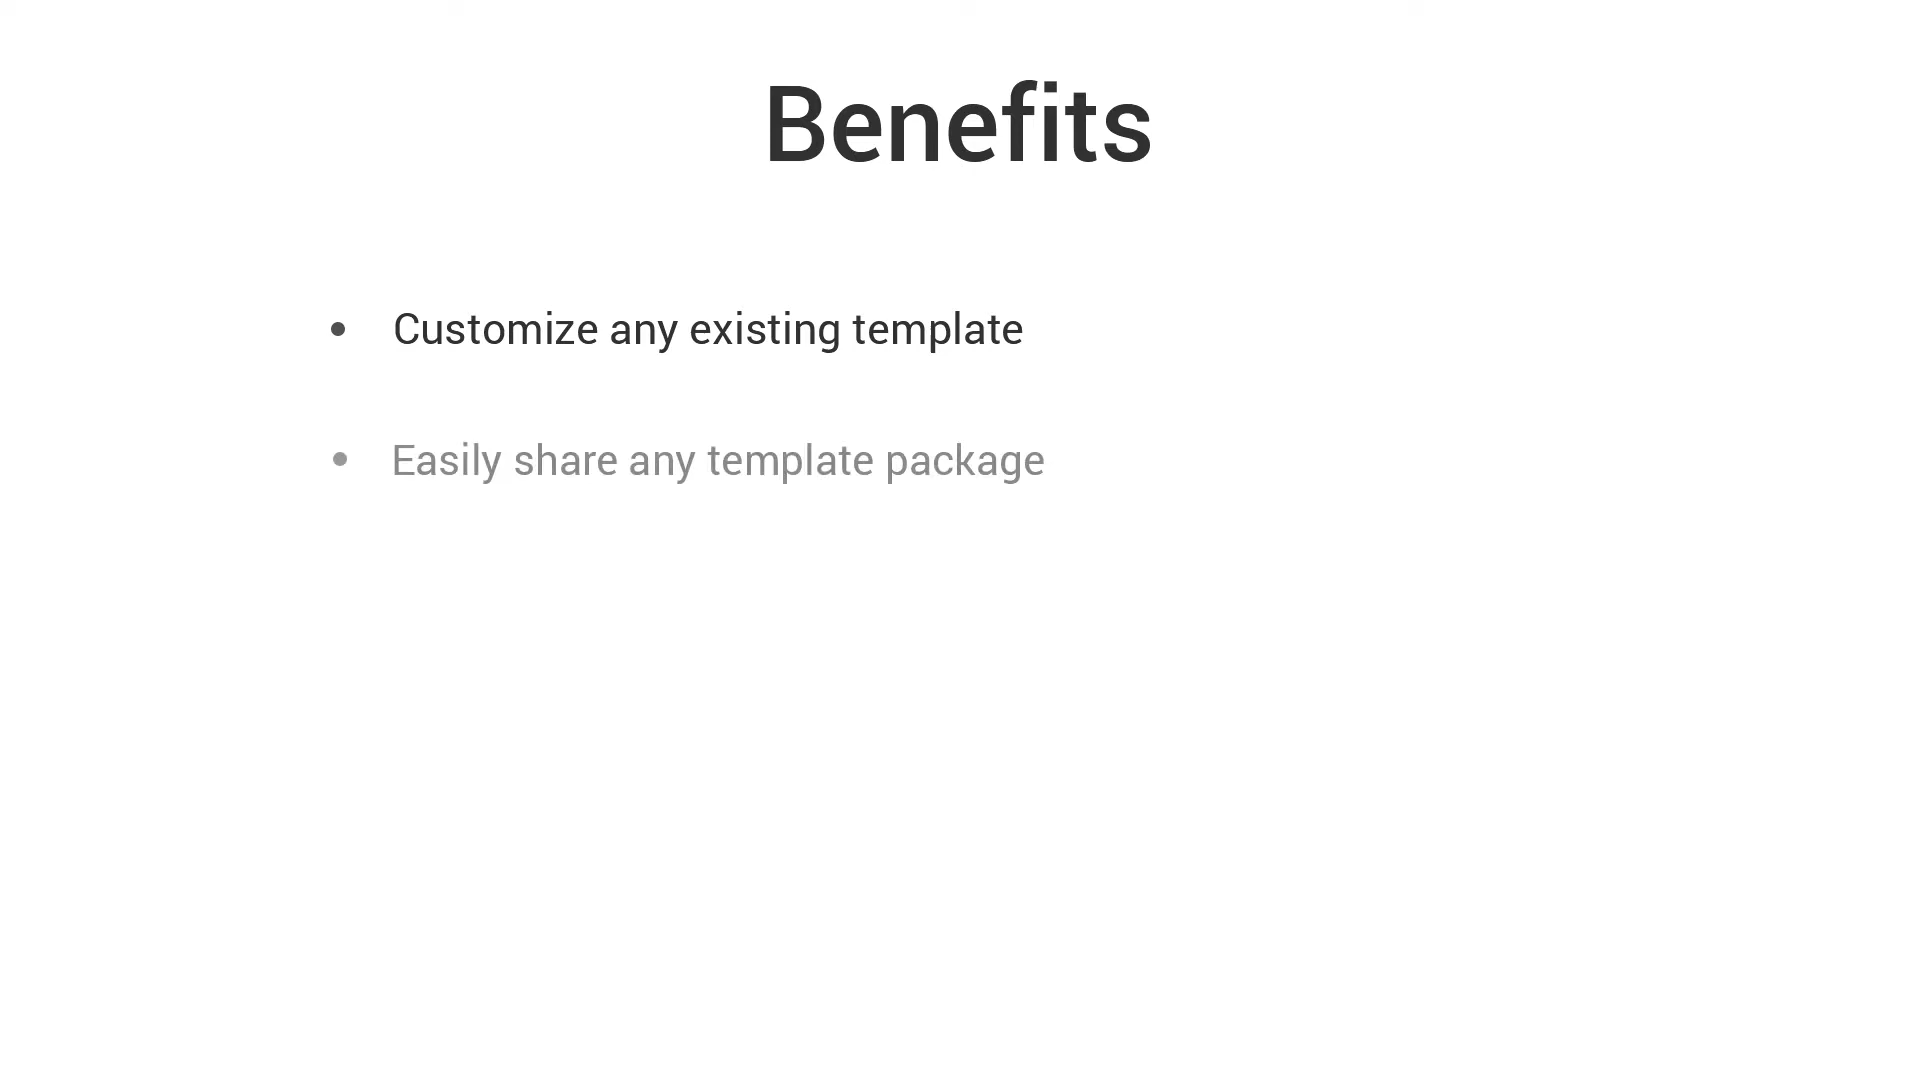 Benefits
• Customize any existing template
• Easily share any template package